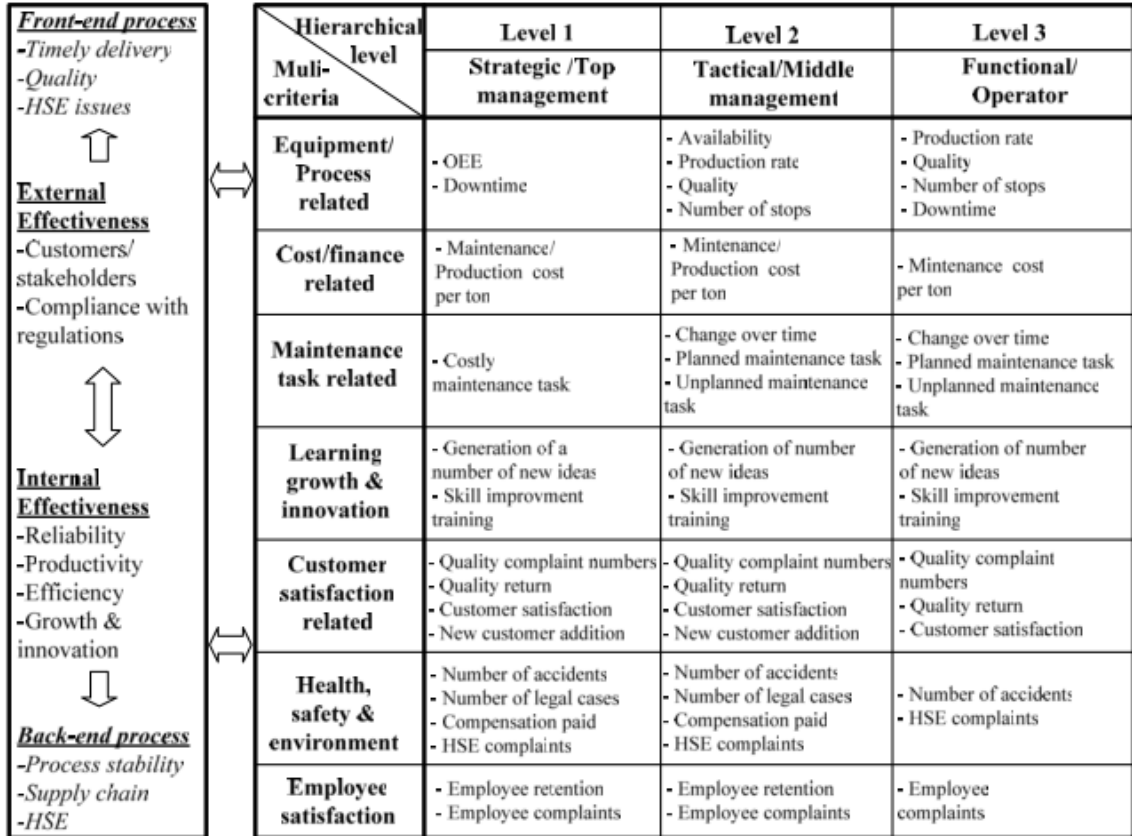 Front-end process
-Timely delivery
-Quality
-HSE issues
External
Effectiveness
-Customers/
stakeholders
-Compliance with
regulations
Internal
Effectiveness
-Reliability
-Productivity
-Efficiency
-Growth &
innovation
Back-end process
-Process stability
-Supply chain
-HSE
Hierarchical
level
Muli-
criteria
Level 1
Strategic /Top
management
Level 2
Tactical/Middle
management
Level 3
Functional/
Operator
Equipment/
Process
related
- OEE
- Downtime
- Availability
- Production rate
- Quality
- Number of stops
- Production rate
- Quality
- Number of stops
- Downtime
Cost/finance
related
- Maintenance/
Production cost
per ton
- Mintenance/
Production cost
per ton
- Mintenance cost
per ton
Maintenance
task related
- Costly
maintenance task
- Change over time
- Planned maintenance task
- Unplanned maintenance
task
- Change over time
- Planned maintenance task
- Unplanned maintenance
task
Learning
growth &
innovation
- Generation of a
number of new ideas
- Skill improvment
training
- Generation of number
of new ideas
- Skill improvement
training
- Generation of number
of new ideas
- Skill improvement
training
Customer
satisfaction
related
- Quality complaint numbers
- Quality return
- Customer satisfaction
- New customer addition
- Quality complaint numbers
- Quality return
- Customer satisfaction
- New customer addition
- Quality complaint
numbers
- Quality return
- Customer satisfaction
Health,
safety &
environment
- Number of accidents
- Number of legal cases
- Compensation paid
- HSE complaints
- Number of accidents
- Number of legal cases
- Compensation paid
- HSE complaints
- Number of accidents
- HSE complaints
Employee
satisfaction
- Employee retention
- Employee complaints
- Employee retention
- Employee complaints
- Employee
complaints